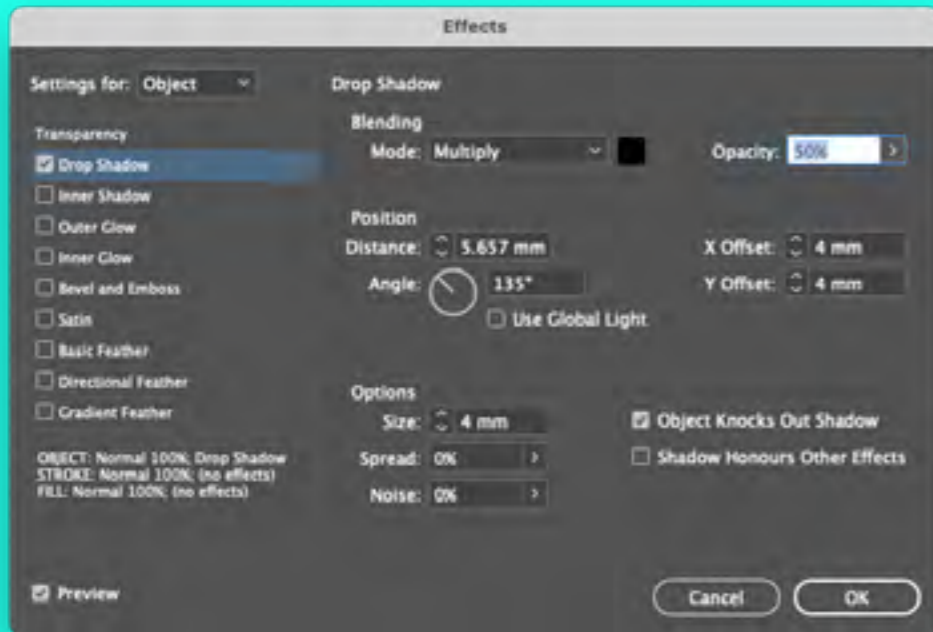 Effects
Settings for: Object
Transparency
Drop Shadow
Inner Shadow
Outer Glow
Inner Glow
Bevel and Emboss
Satin
Basic Feather
Directional Feather
Gradient Feather
OBJECT: Normal 100%; Drop Shadow
STROKE: Normal 100%; (no effects)
FILL: Normal 100%; (no effects)
Preview
Drop Shadow
Blending
Mode: Multiply
Opacity: 50%
Position
Distance: 5.657 mm
X Offset: 4 mm
Angle: 135°
Y Offset: 4 mm
Use Global Light
Options
Size: 4 mm
Object Knocks Out Shadow
Spread: 0%
Shadow Honours Other Effects
Noise: 0%
Cancel
OK